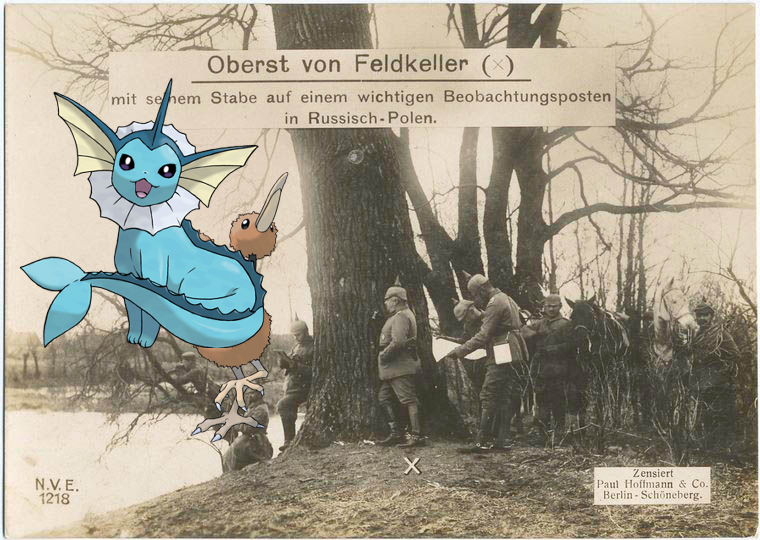 Oberst von Feldkeller (×)
mit seinem Stabe auf einem wichtigen Beobachtungsposten
in Russisch-Polen.
×
N.V.E.
1218
Zensiert
Paul Hoffmann & Co.
Berlin-Schöneberg.